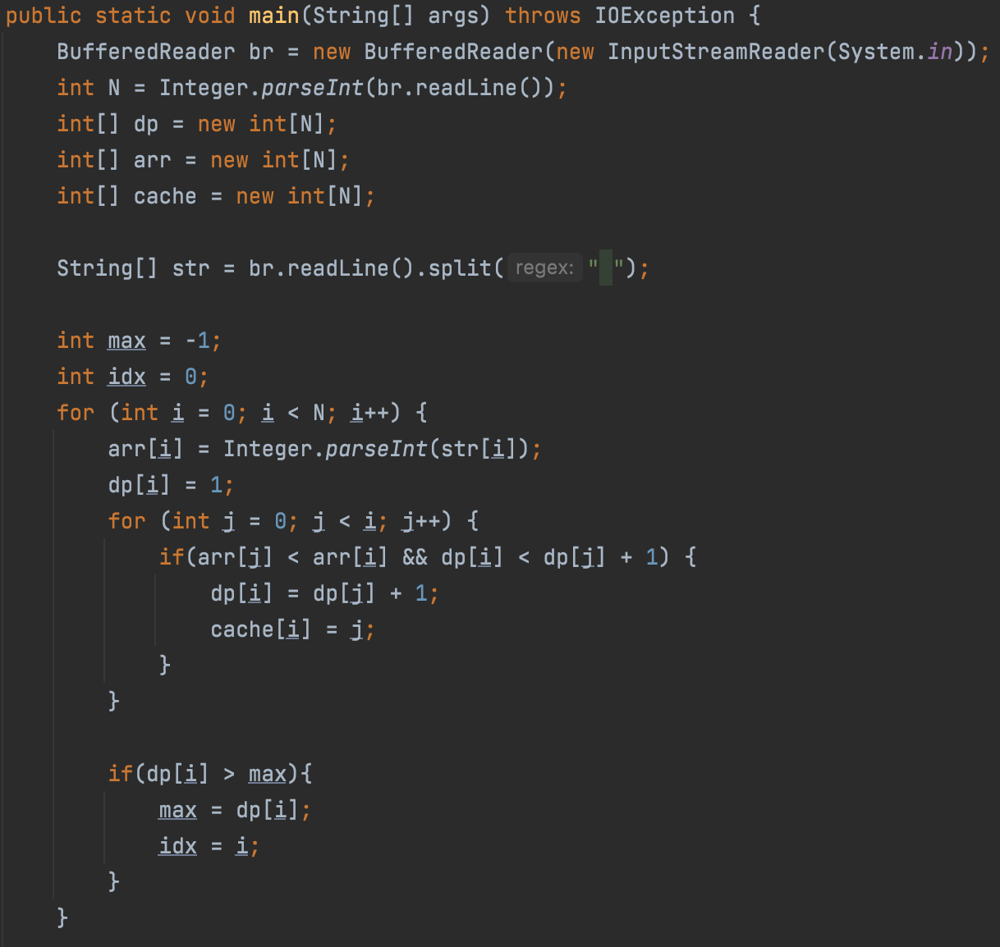 public static void main(String[] args) throws IOException {
    BufferedReader br = new BufferedReader(new InputStreamReader(System.in));
    int N = Integer.parseInt(br.readLine());
    int[] dp = new int[N];
    int[] arr = new int[N];
    int[] cache = new int[N];
    String[] str = br.readLine().split( regex: " ");
    int max = -1;
    int idx = 0;
    for (int i = 0; i < N; i++) {
        arr[i] = Integer.parseInt(str[i]);
        dp[i] = 1;
        for (int j = 0; j < i; j++) {
            if(arr[j] < arr[i] && dp[i] < dp[j] + 1) {
                dp[i] = dp[j] + 1;
                cache[i] = j;
            }
        }
        if(dp[i] > max){
            max = dp[i];
            idx = i;
        }
    }